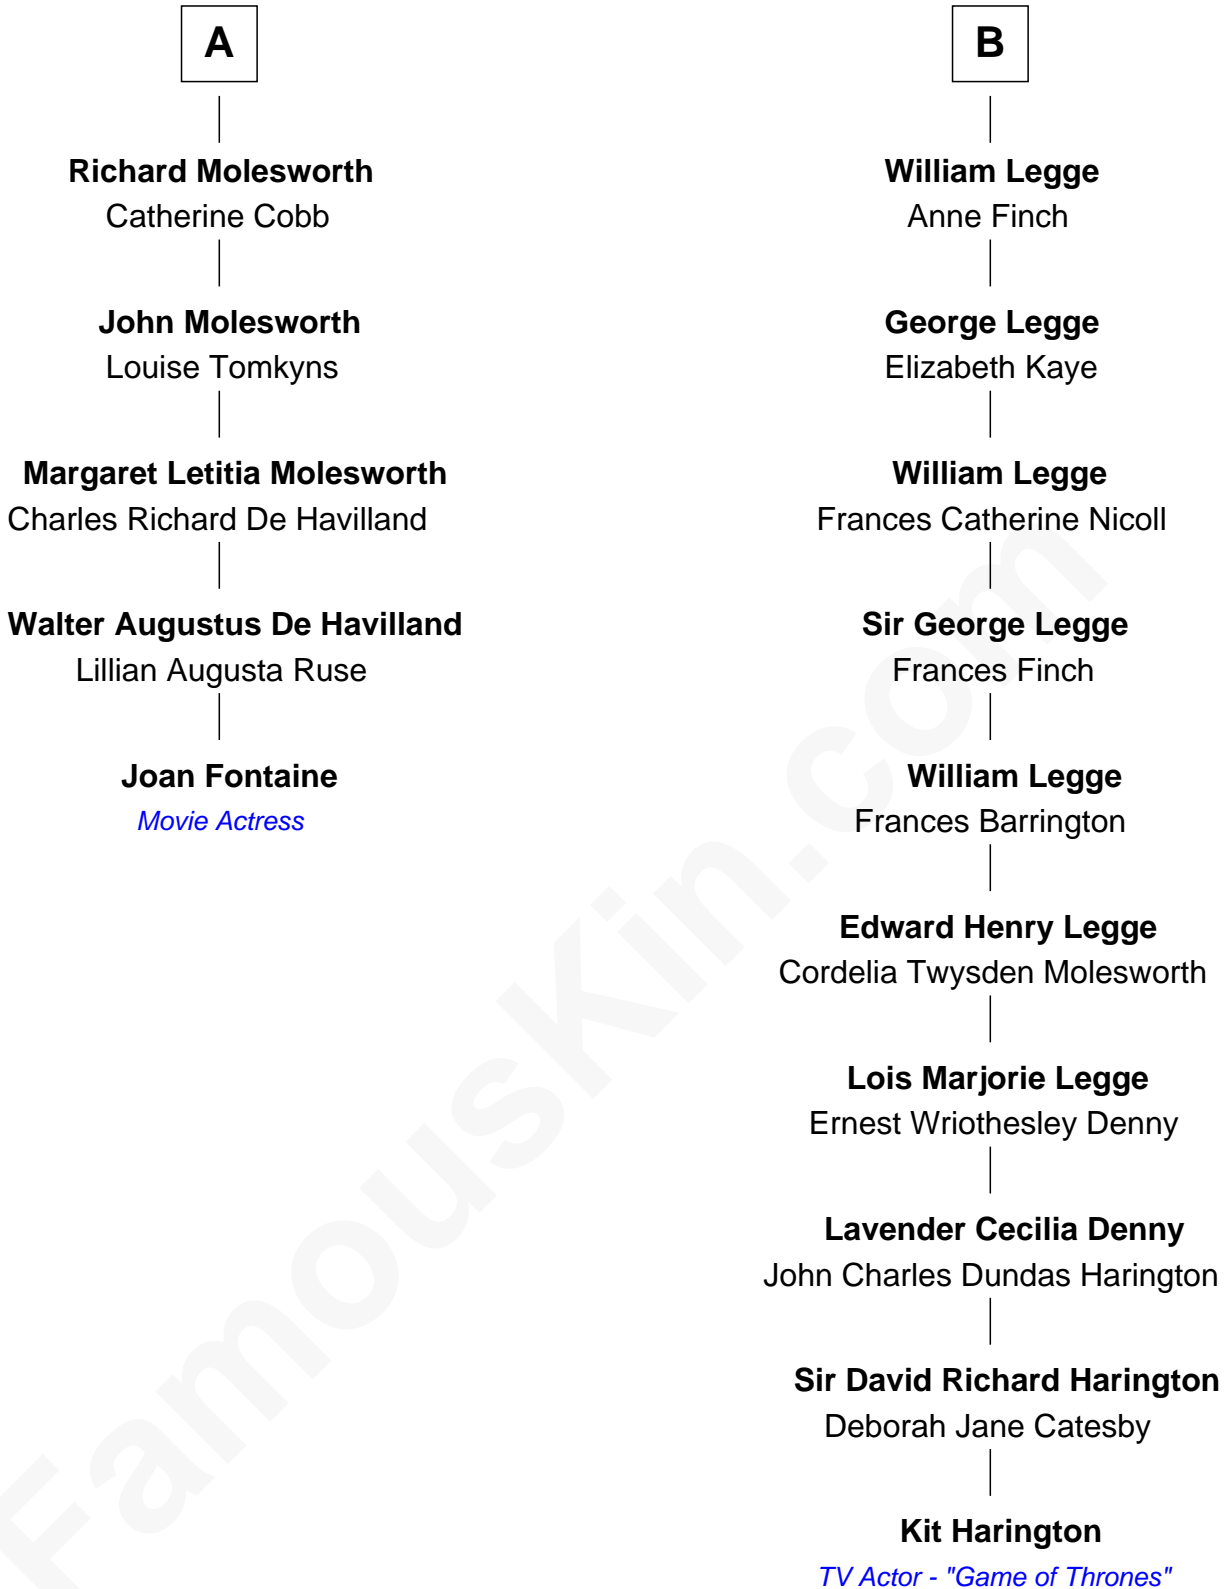 A
Richard Molesworth
Catherine Cobb
John Molesworth
Louise Tomkyns
Margaret Letitia Molesworth
Charles Richard De Havilland
Walter Augustus De Havilland
Lillian Augusta Ruse
Joan Fontaine
Movie Actress
B
William Legge
Anne Finch
George Legge
Elizabeth Kaye
William Legge
Frances Catherine Nicoll
Sir George Legge
Frances Finch
William Legge
Frances Barrington
Edward Henry Legge
Cordelia Twysden Molesworth
Lois Marjorie Legge
Ernest Wriothesley Denny
Lavender Cecilia Denny
John Charles Dundas Harington
Sir David Richard Harington
Deborah Jane Catesby
Kit Harington
TV Actor - "Game of Thrones"
FamousKin.com